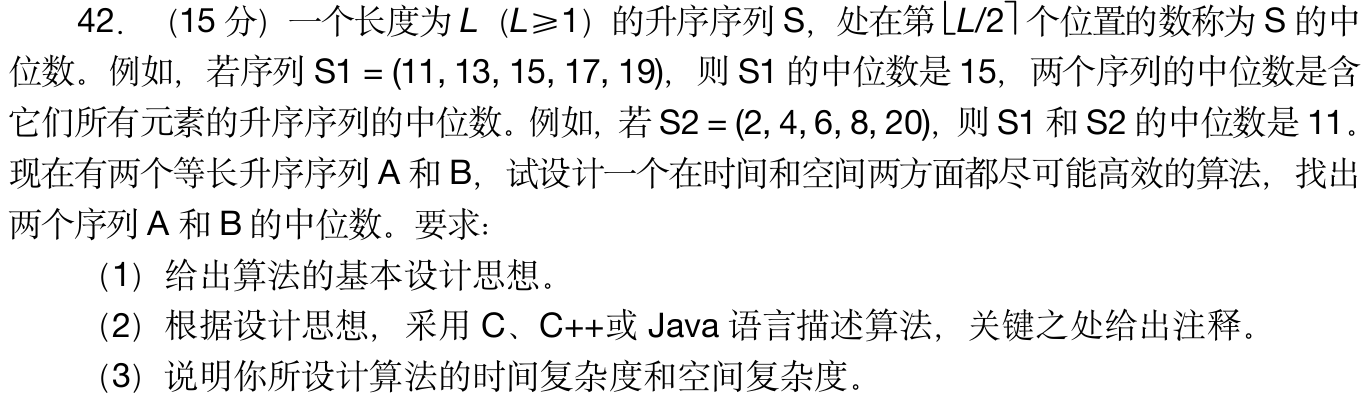 42. （15 分）一个长度为 L（L≥1）的升序序列 S，处在第⌊L/2⌉个位置的数称为 S 的中
位数。例如，若序列 S1 = (11, 13, 15, 17, 19)，则 S1 的中位数是 15，两个序列的中位数是含
它们所有元素的升序序列的中位数。例如，若 S2 = (2, 4, 6, 8, 20)，则 S1 和 S2 的中位数是 11。
现在有两个等长升序序列 A 和 B，试设计一个在时间和空间两方面都尽可能高效的算法，找出
两个序列 A 和 B 的中位数。要求：
（1）给出算法的基本设计思想。
（2）根据设计思想，采用 C、C++或 Java 语言描述算法，关键之处给出注释。
（3）说明你所设计算法的时间复杂度和空间复杂度。